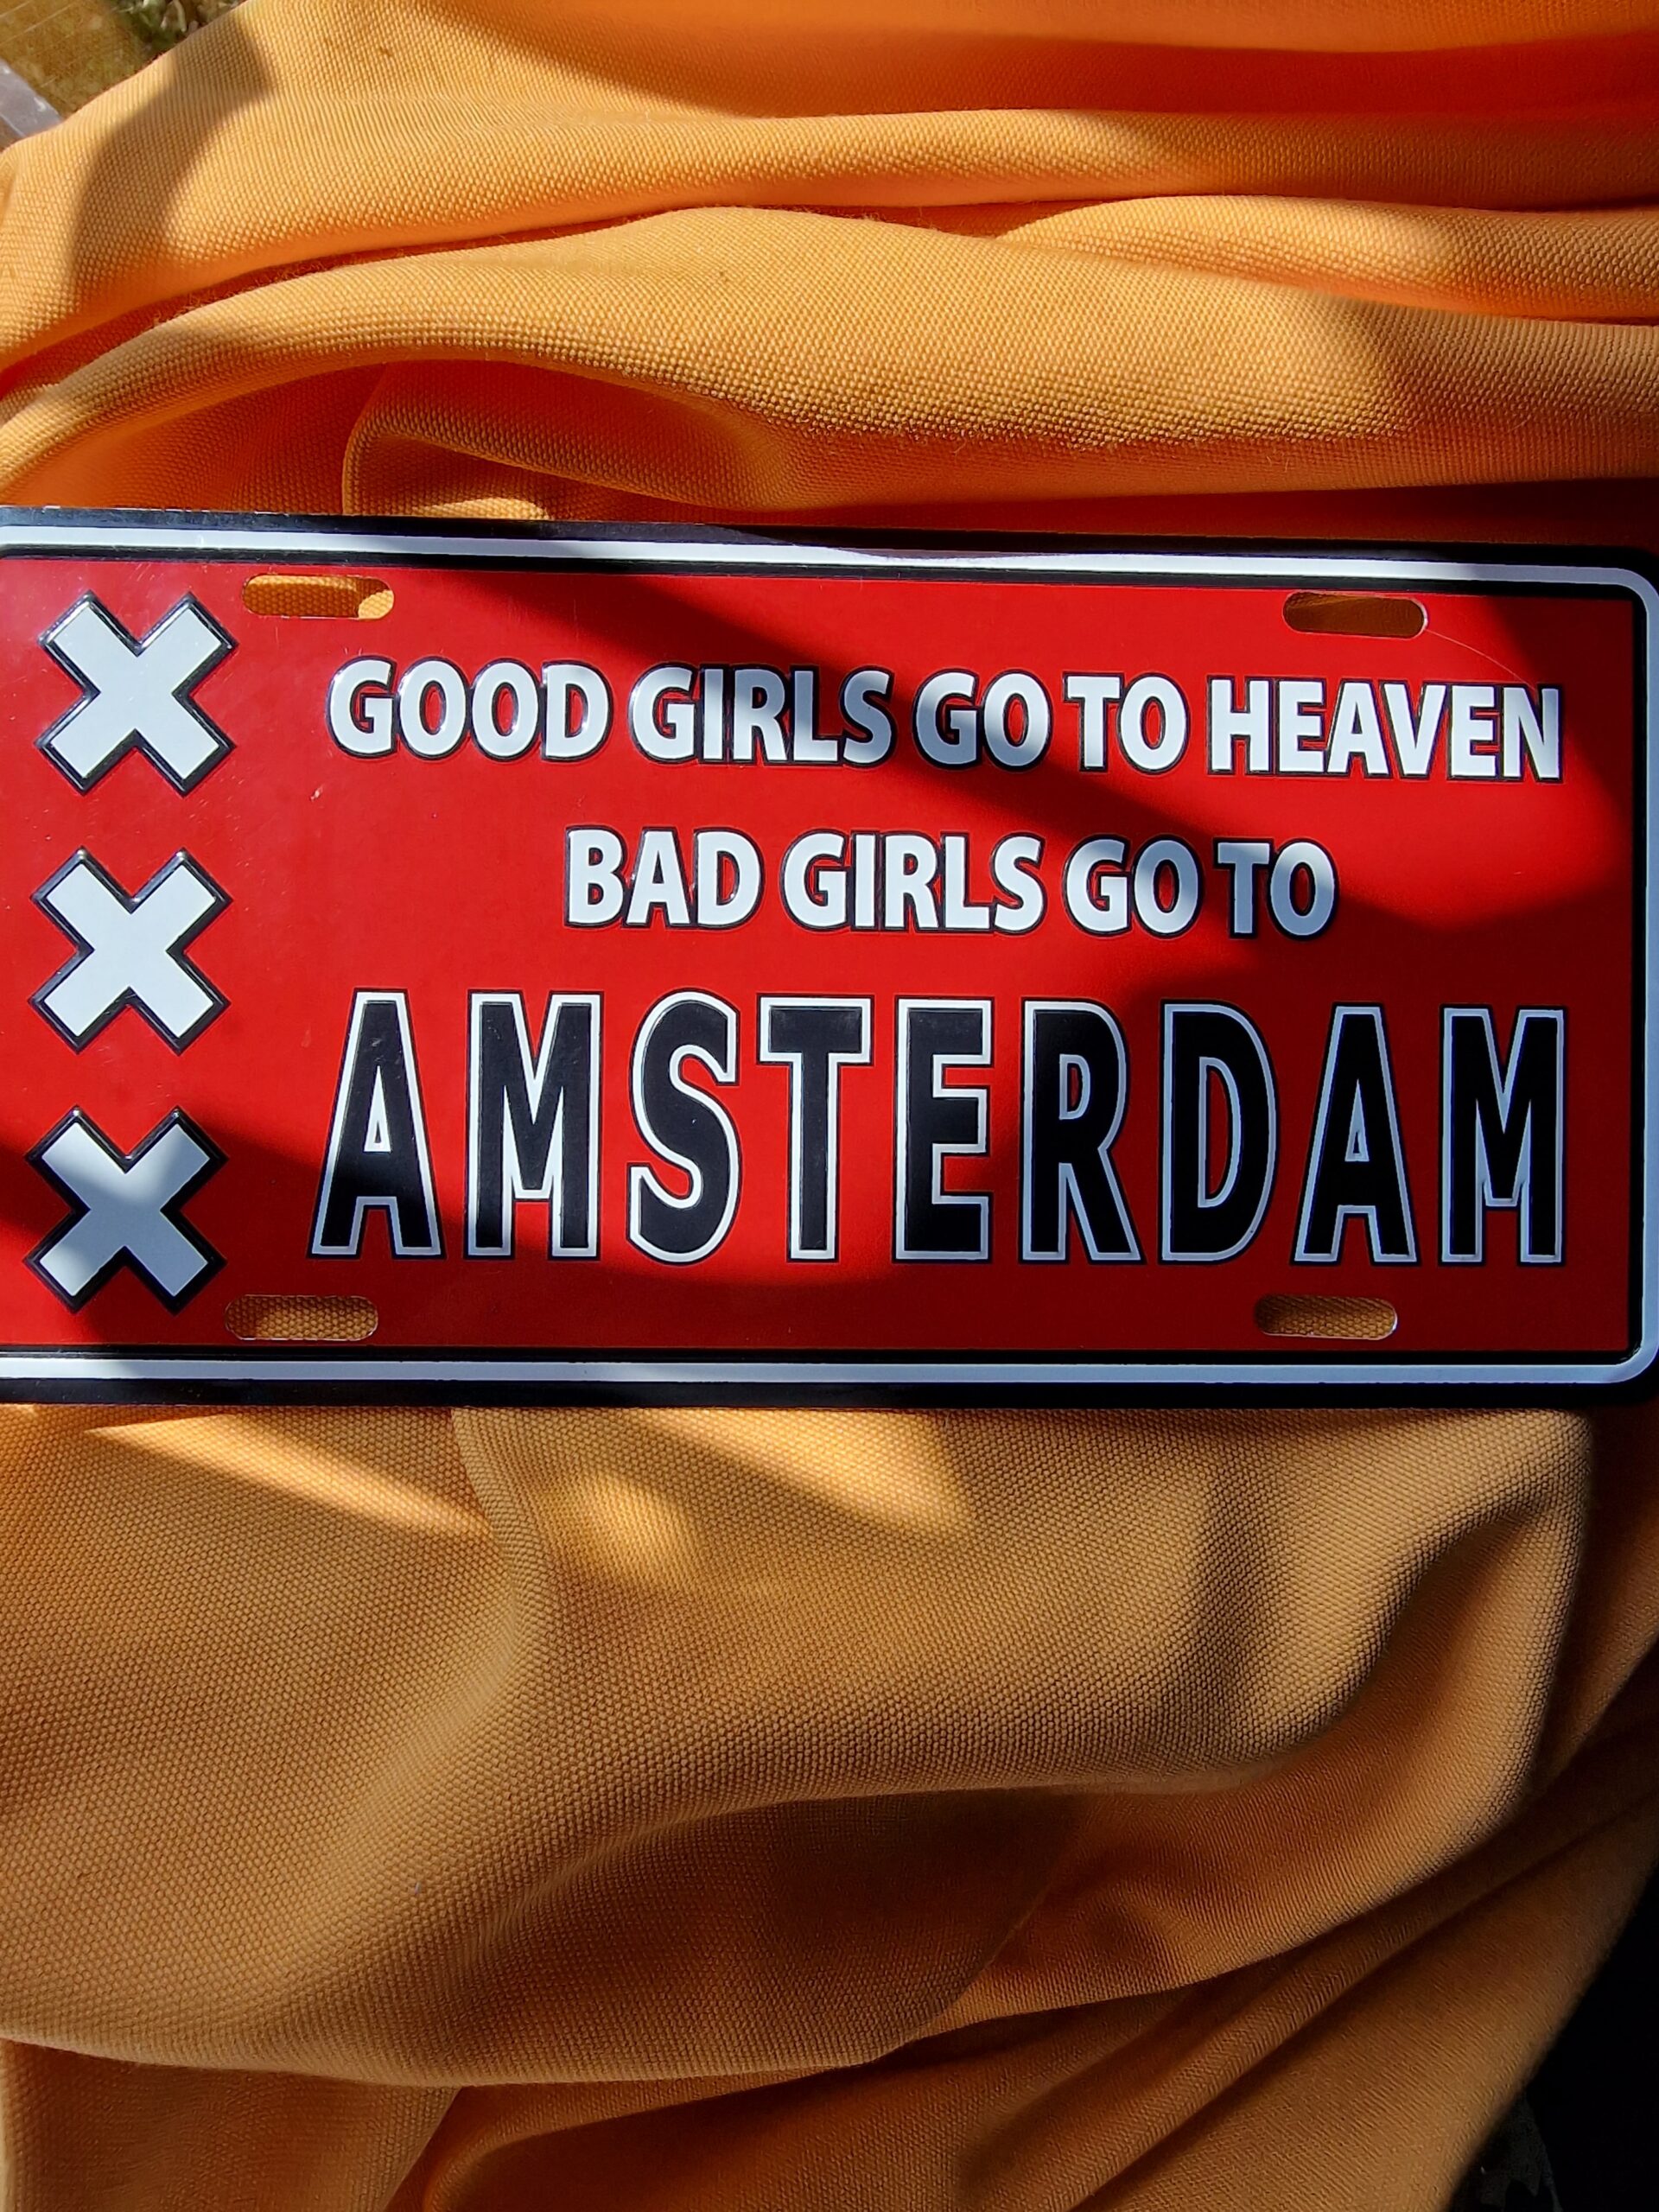 GOOD GIRLS GO TO HEAVEN
BAD GIRLS GO TO
AMSTERDAM